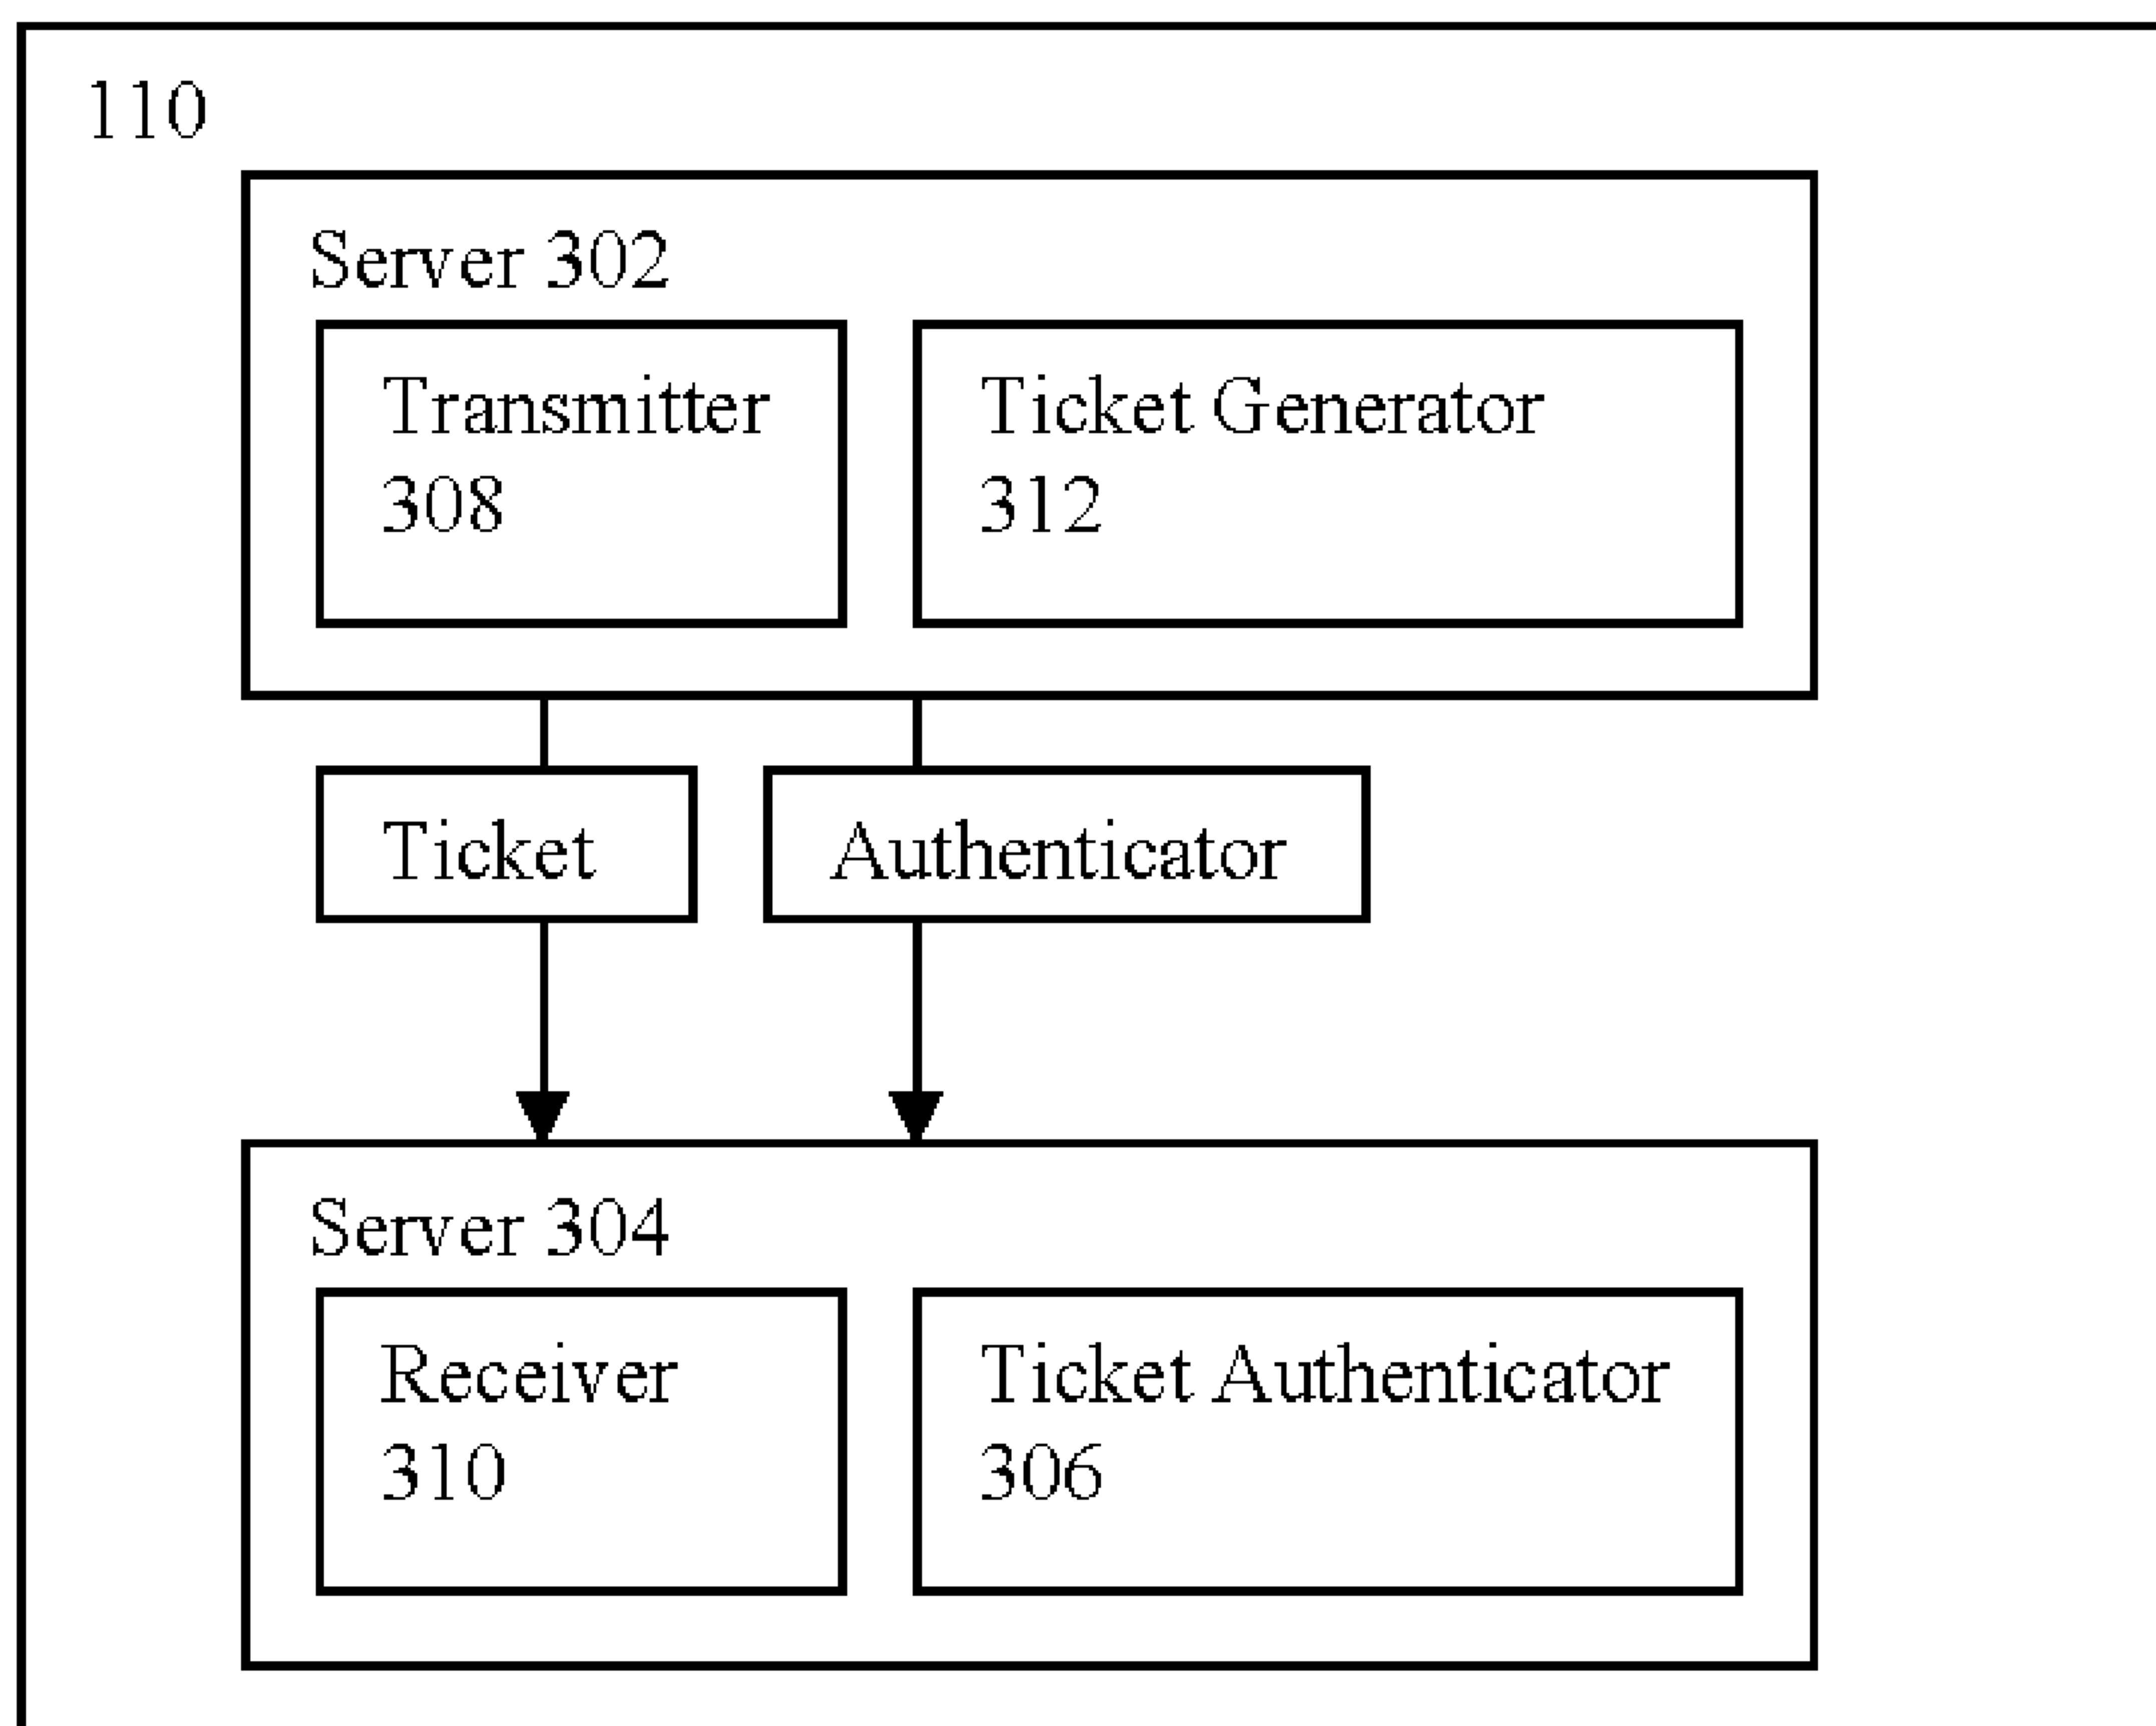 110
Server 302
Transmitter
308
Ticket Generator
312
Ticket
Authenticator
Server 304
Receiver
310
Ticket Authenticator
306